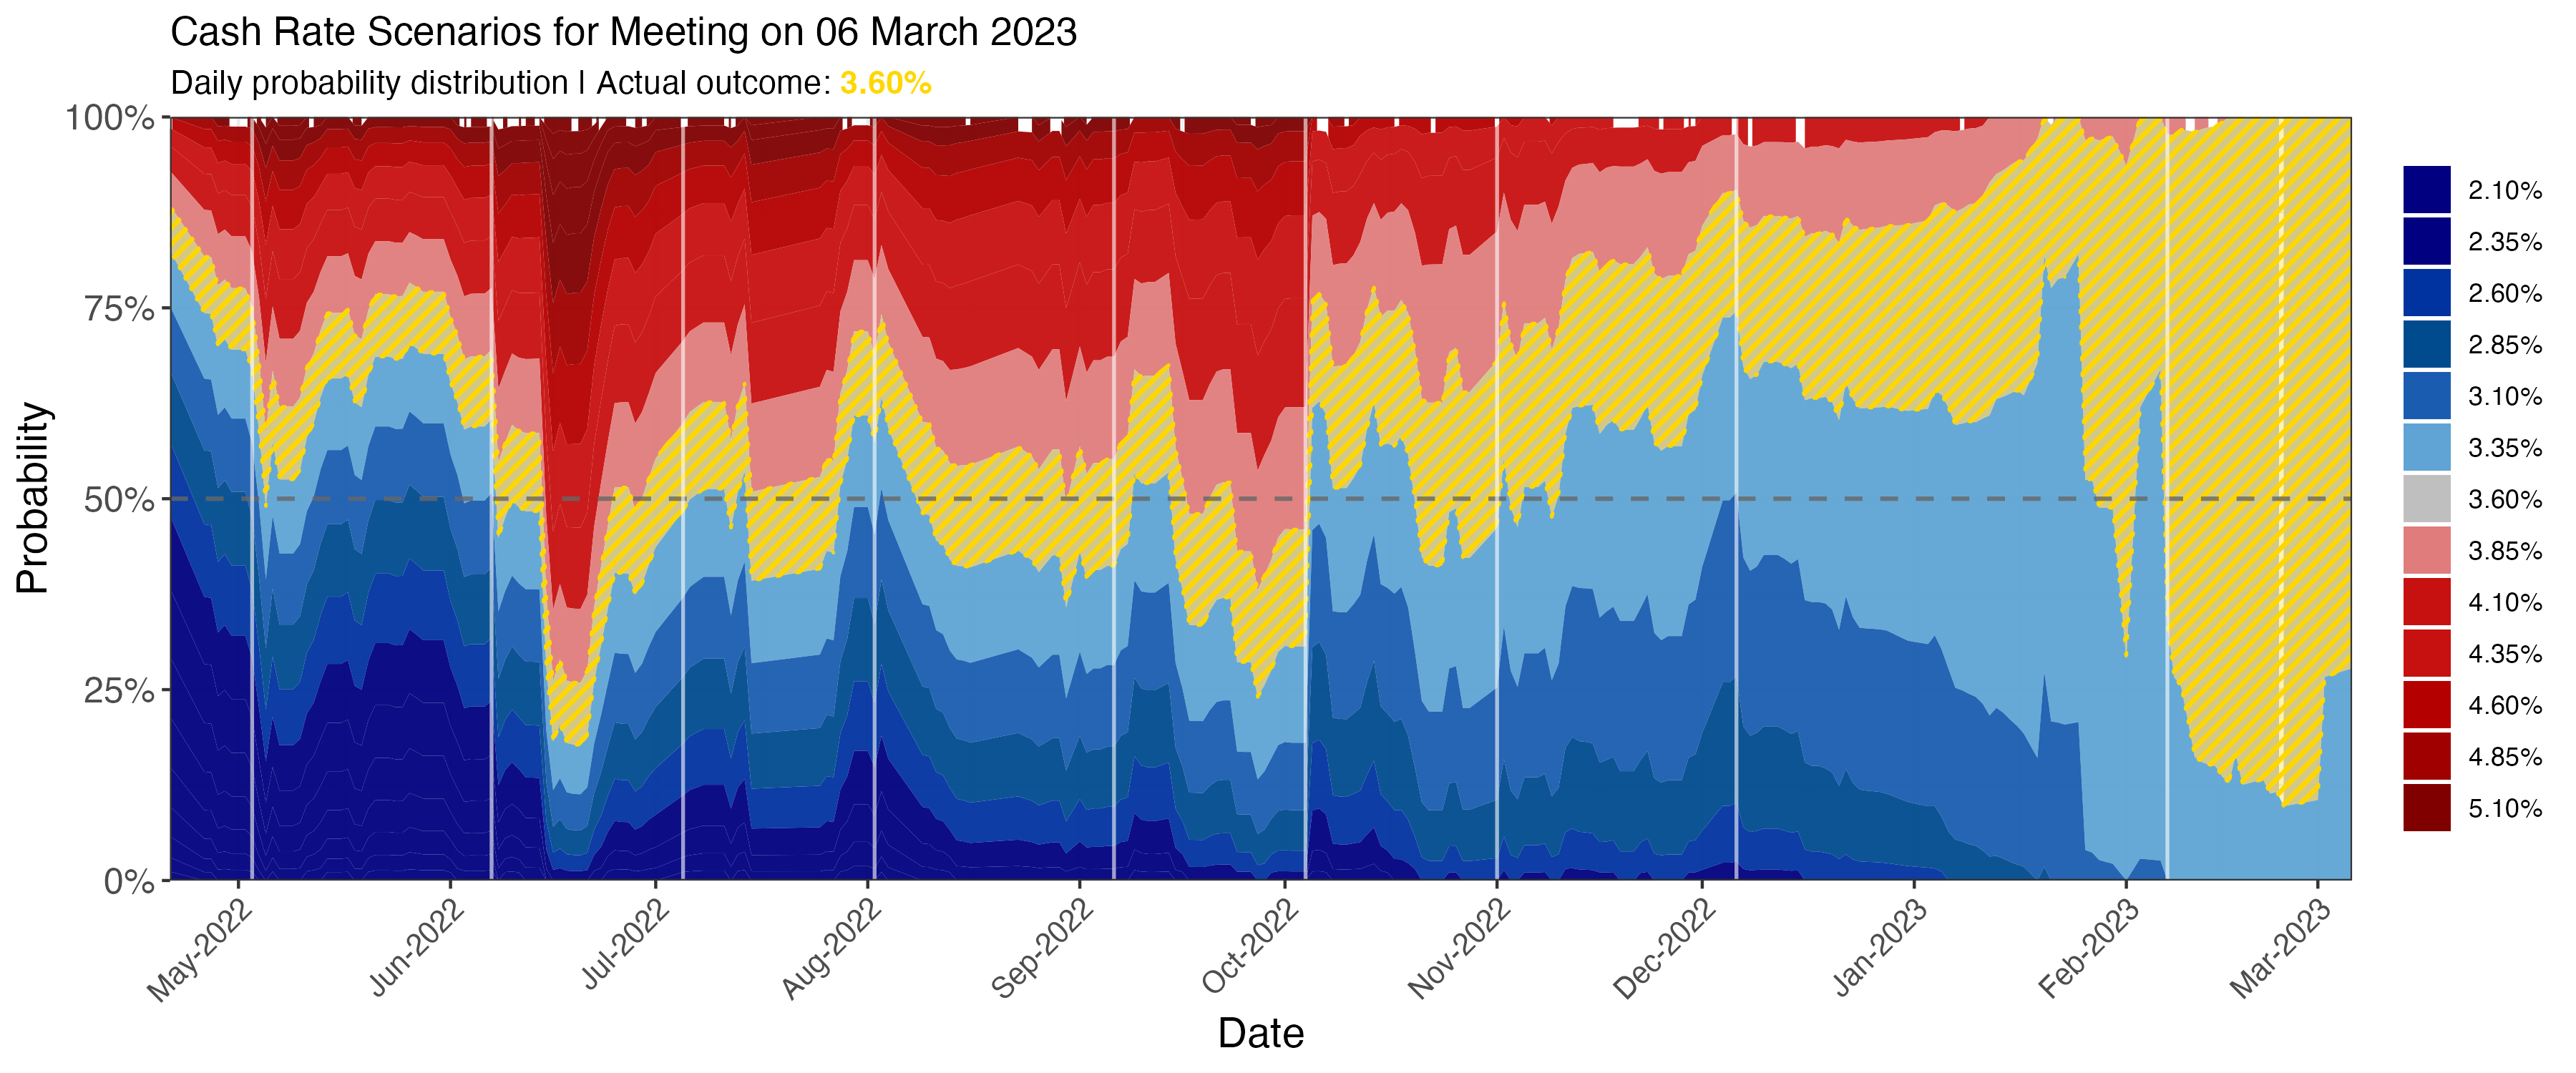 Cash Rate Scenarios for Meeting on 06 March 2023
Daily probability distribution | Actual outcome: 3.60%
100%
75%
50%
25%
0%
Probability
May-2022
Jun-2022
Jul-2022
Aug-2022
Sep-2022
Oct-2022
Nov-2022
Dec-2022
Jan-2023
Feb-2023
Mar-2023
Date
2.10%
2.35%
2.60%
2.85%
3.10%
3.35%
3.60%
3.85%
4.10%
4.35%
4.60%
4.85%
5.10%